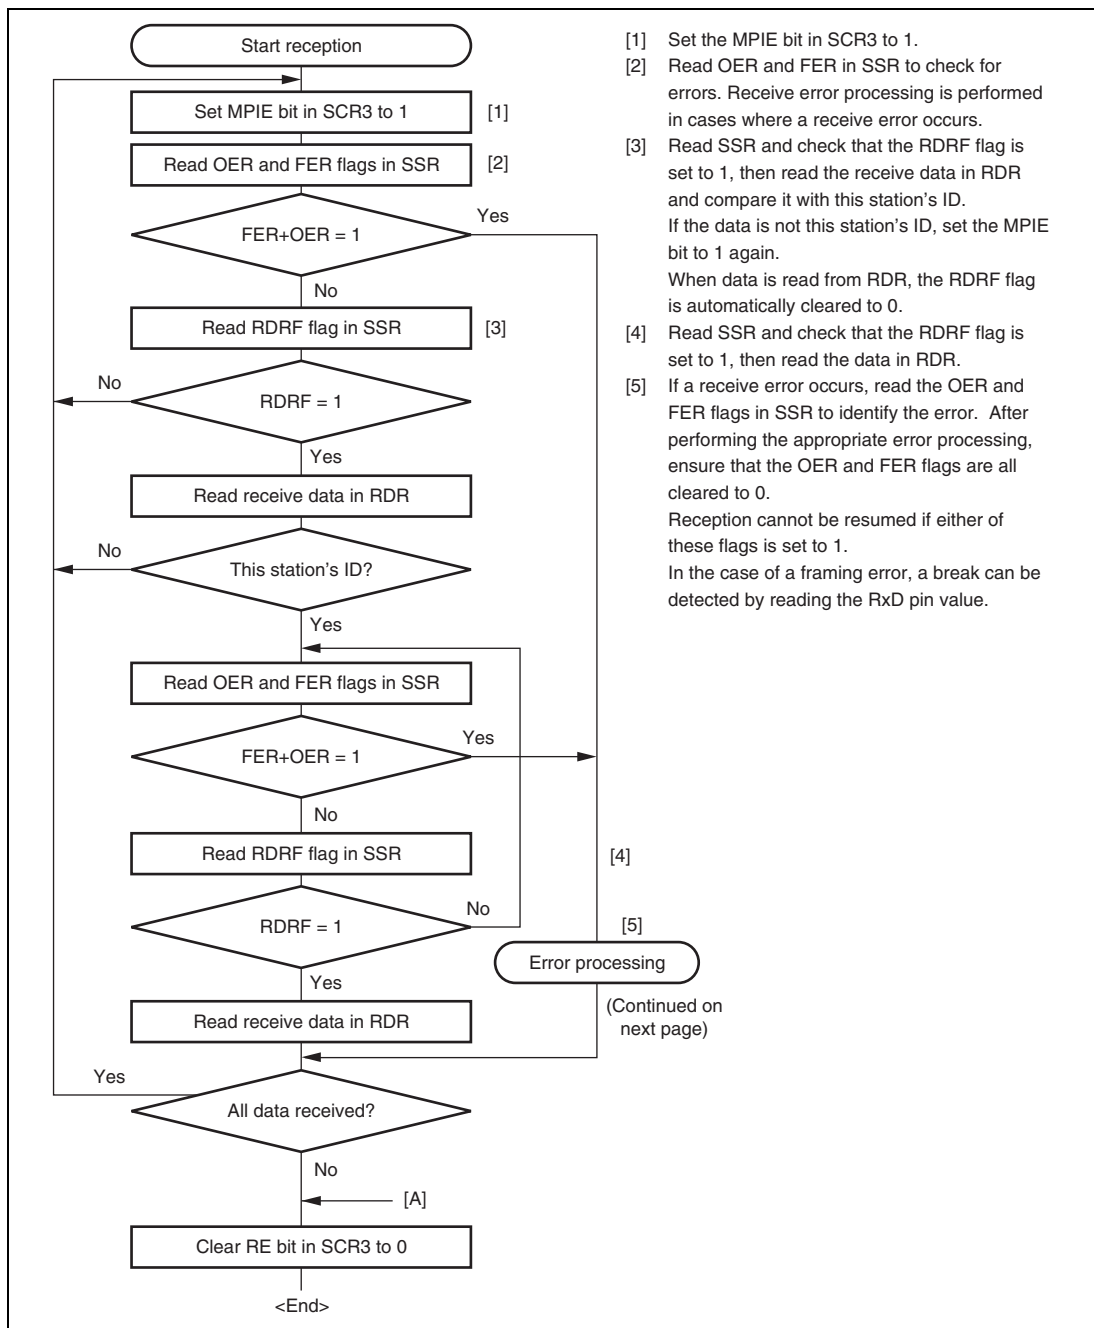 Start reception
Set MPIE bit in SCR3 to 1
[1]
Read OER and FER flags in SSR
[2]
Yes
FER+OER = 1
No
Read RDRF flag in SSR
[3]
No
RDRF = 1
Yes
Read receive data in RDR
No
This station's ID?
Yes
Read OER and FER flags in SSR
Yes
FER+OER = 1
No
Read RDRF flag in SSR
[4]
No
RDRF = 1
[5]
Error processing
Yes
(Continued on
next page)
Read receive data in RDR
Yes
All data received?
No
[A]
Clear RE bit in SCR3 to 0
<End>
[1] Set the MPIE bit in SCR3 to 1.
[2] Read OER and FER in SSR to check for
errors. Receive error processing is performed
in cases where a receive error occurs.
[3] Read SSR and check that the RDRF flag is
set to 1, then read the receive data in RDR
and compare it with this station's ID.
If the data is not this station's ID, set the MPIE
bit to 1 again.
When data is read from RDR, the RDRF flag
is automatically cleared to 0.
[4] Read SSR and check that the RDRF flag is
set to 1, then read the data in RDR.
[5] If a receive error occurs, read the OER and
FER flags in SSR to identify the error.  After
performing the appropriate error processing,
ensure that the OER and FER flags are all
cleared to 0.
Reception cannot be resumed if either of
these flags is set to 1.
In the case of a framing error, a break can be
detected by reading the RxD pin value.